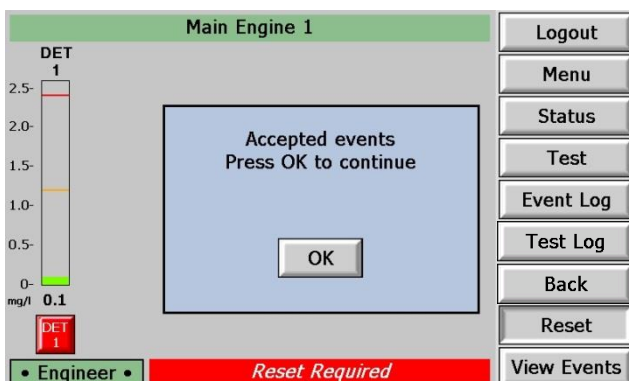 Main Engine 1
DET
1
2.5-
2.0-
1.5-
1.0-
0.5-
0-
mg/l 0.1
DET
1
Accepted events
Press OK to continue
OK
• Engineer •
Reset Required
Logout
Menu
Status
Test
Event Log
Test Log
Back
Reset
View Events